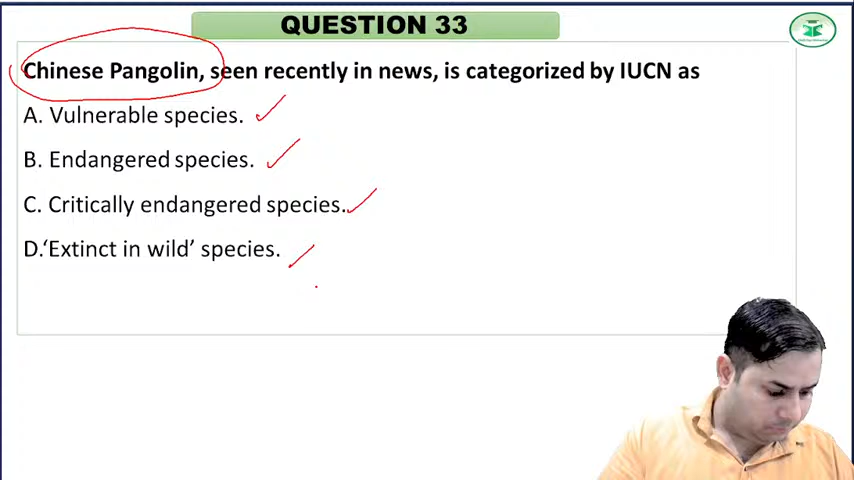 QUESTION 33
Chinese Pangolin, seen recently in news, is categorized by IUCN as
A. Vulnerable species.
B. Endangered species.
C. Critically endangered species.
D.‘Extinct in wild’ species.